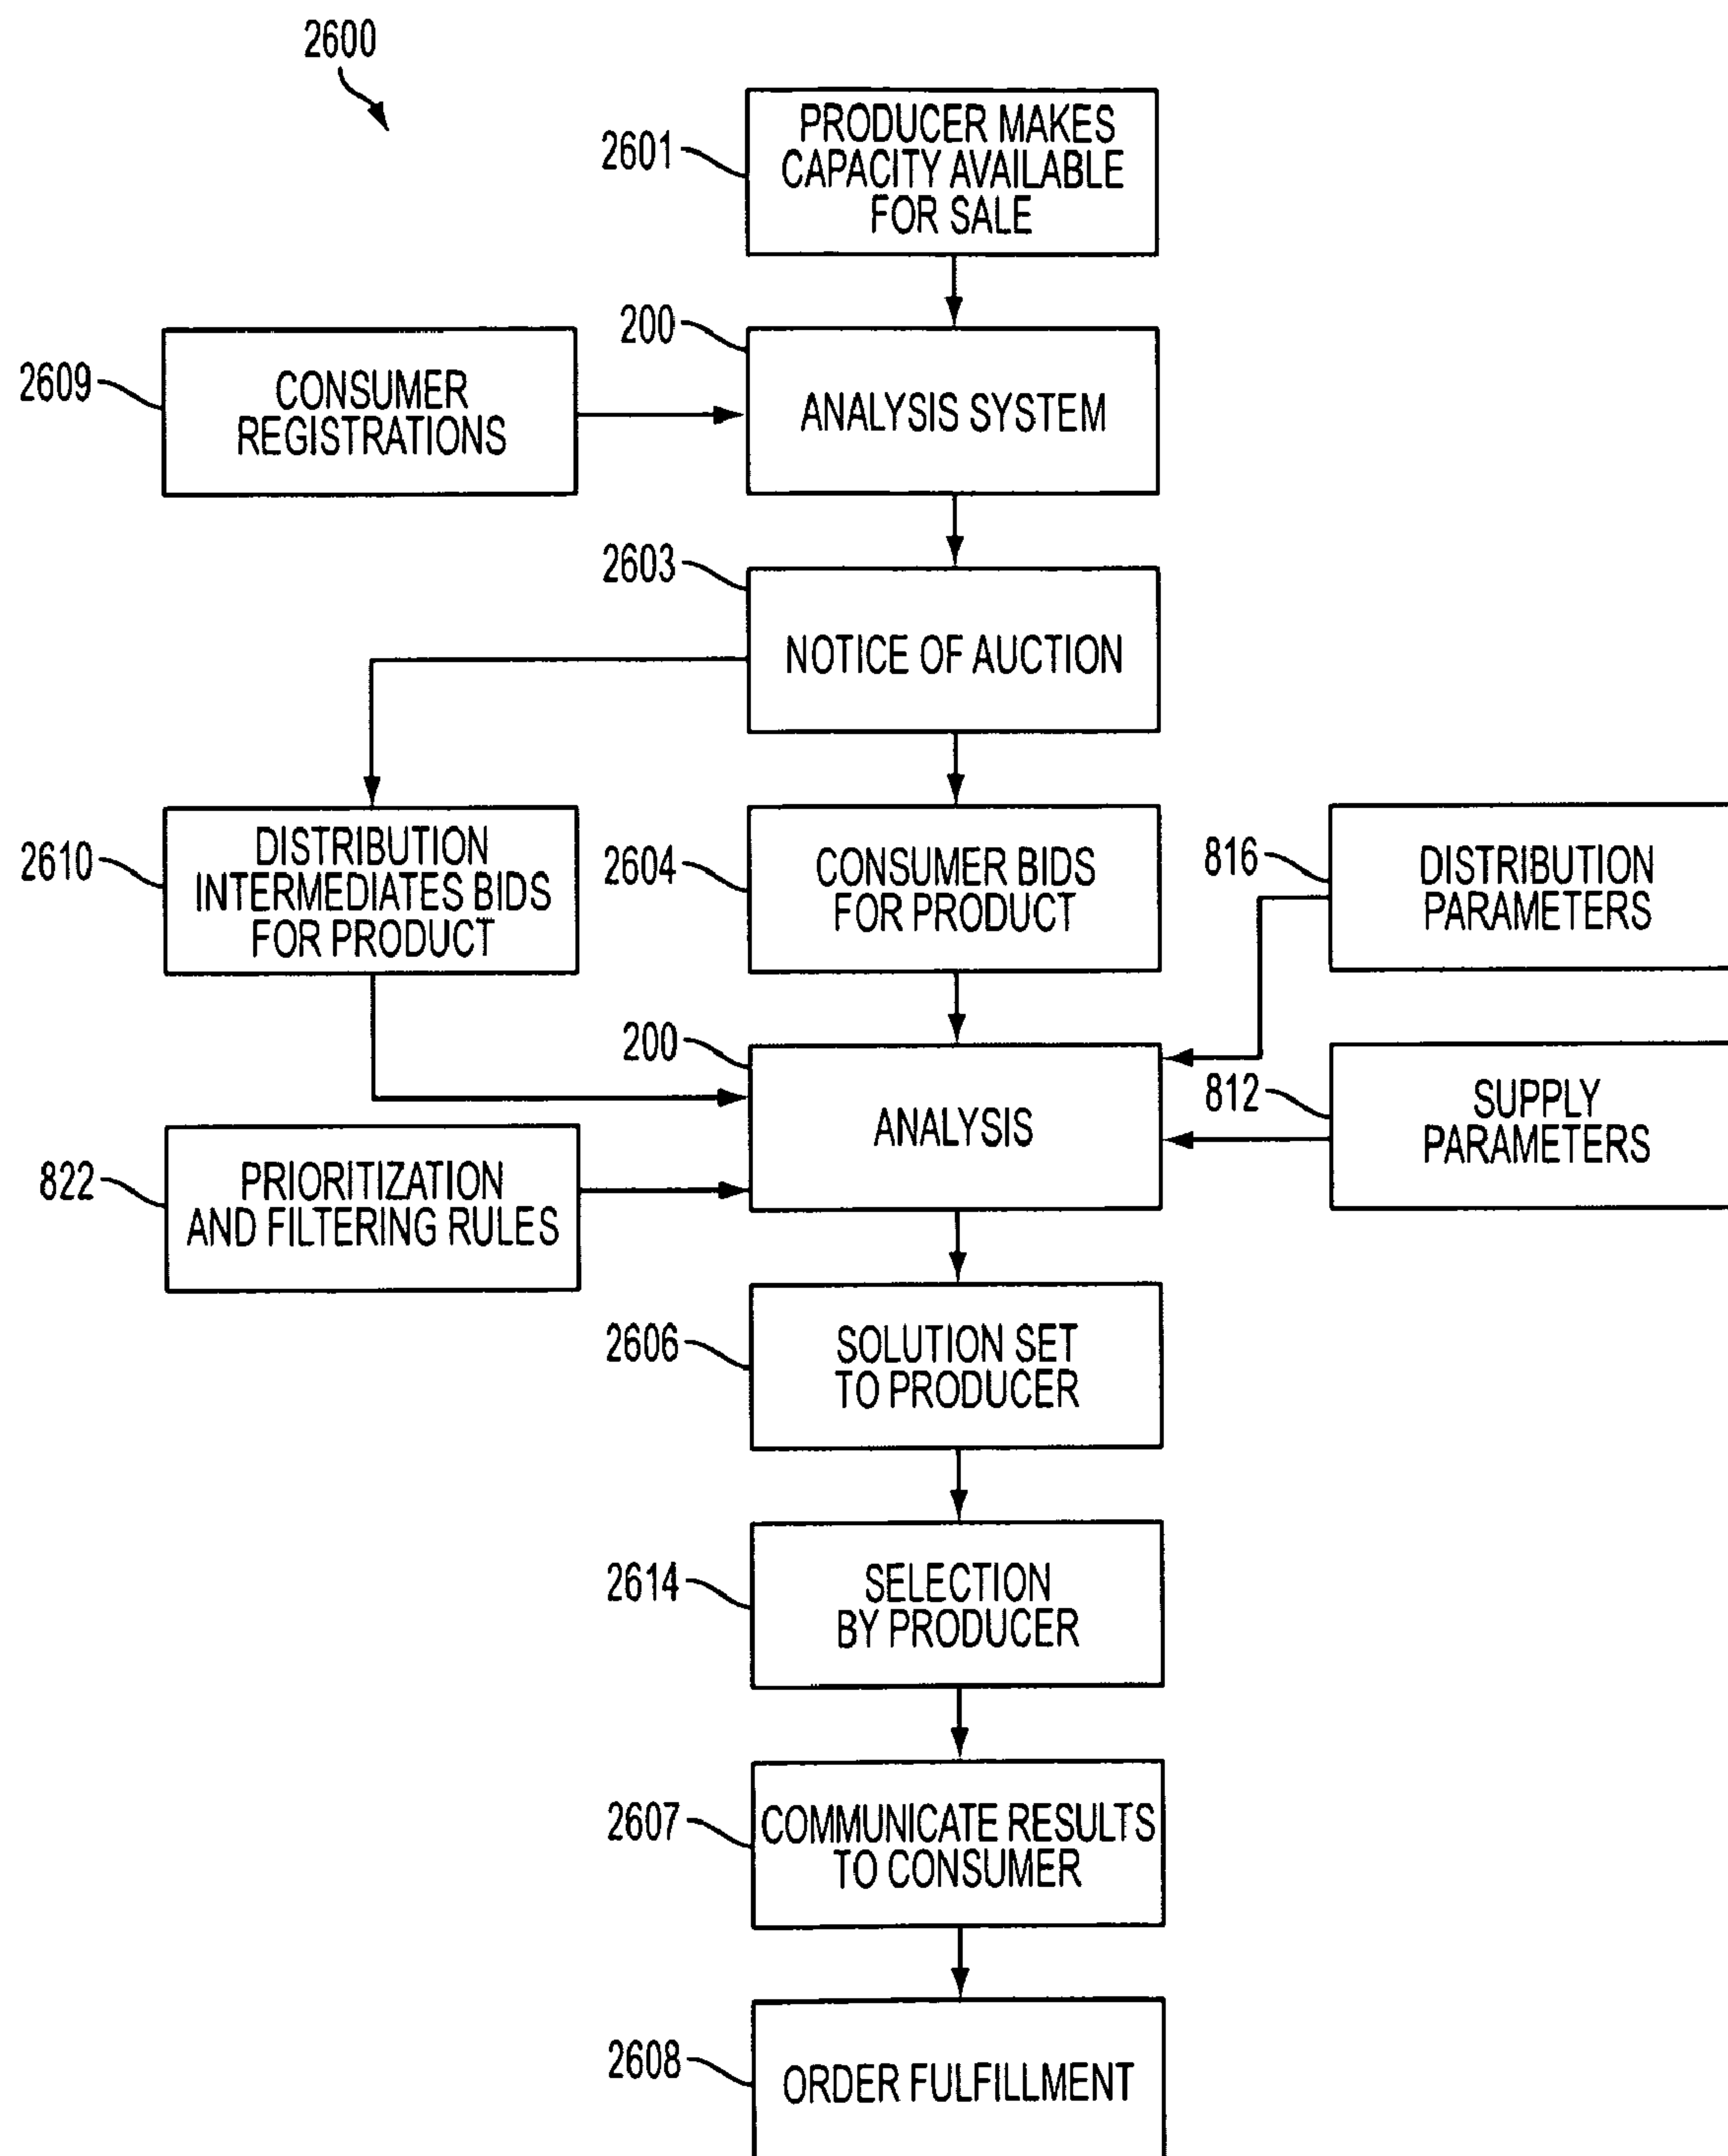 2600
2601
PRODUCER MAKES
CAPACITY AVAILABLE
FOR SALE
200
ANALYSIS SYSTEM
2609
CONSUMER
REGISTRATIONS
2603
NOTICE OF AUCTION
2610
DISTRIBUTION
INTERMEDIATES BIDS
FOR PRODUCT
2604
CONSUMER BIDS
FOR PRODUCT
816
DISTRIBUTION
PARAMETERS
200
ANALYSIS
812
SUPPLY
PARAMETERS
822
PRIORITIZATION
AND FILTERING RULES
2606
SOLUTION SET
TO PRODUCER
2614
SELECTION
BY PRODUCER
2607
COMMUNICATE RESULTS
TO CONSUMER
2608
ORDER FULFILLMENT